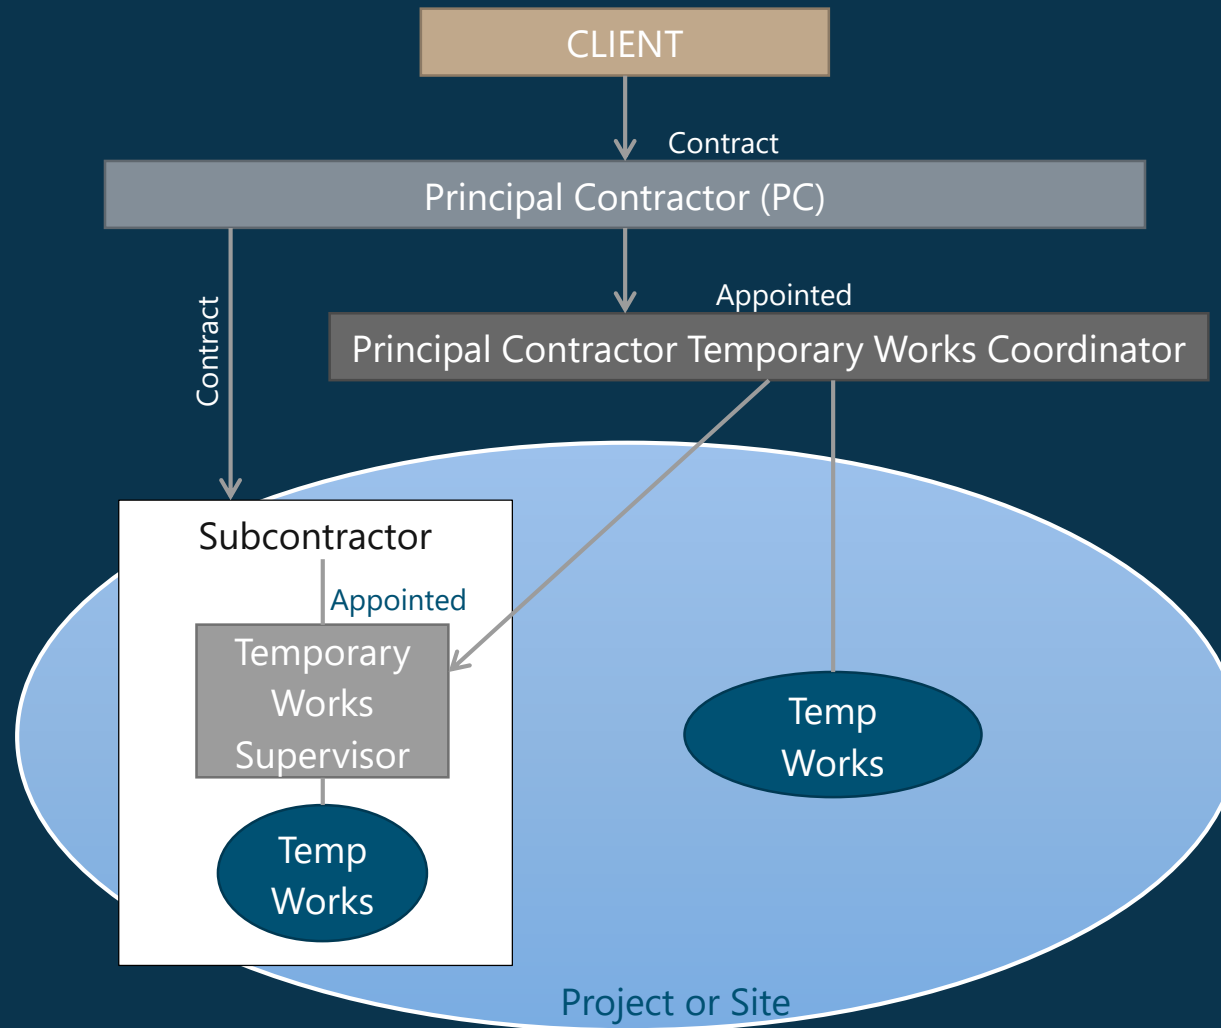 CLIENT
Contract
Principal Contractor (PC)
Contract
Appointed
Principal Contractor Temporary Works Coordinator
Subcontractor
Appointed
Temporary
Works
Supervisor
Temp
Works
Temp
Works
Project or Site